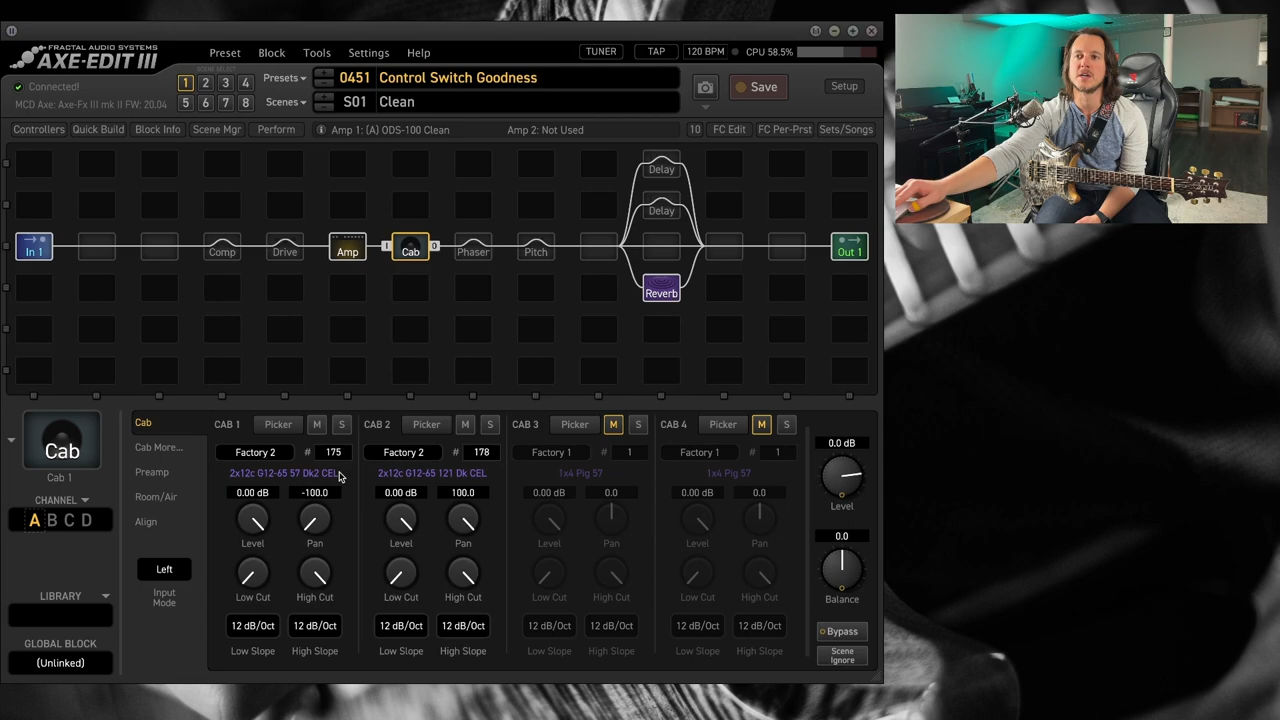 FRACTAL AUDIO SYSTEMS
AXE-EDIT III
Preset Block Tools Settings Help
TUNER TAP 120 BPM CPU 58.5%
SCENE SELECT
1 2 3 4
5 6 7 8
Presets
0451 Control Switch Goodness
Save
Setup
Connected!
MCD Axe: Axe-Fx III mk II FW: 20.04
Scenes
S01 Clean
Controllers Quick Build Block Info Scene Mgr Perform
Amp 1: (A) ODS-100 Clean Amp 2: Not Used
10 FC Edit FC Per-Prst Sets/Songs
Delay
Delay
In 1 Comp Drive Amp I Cab O Phaser Pitch Out 1
Reverb
Cab
Cab 1
CHANNEL
A B C D
LIBRARY
GLOBAL BLOCK
(Unlinked)
Cab
Cab More...
Preamp
Room/Air
Align
Left
Input
Mode
CAB 1 Picker M S
Factory 2 # 175
2x12c G12-65 57 Dk2 CEL
0.00 dB -100.0
Level Pan
Low Cut High Cut
12 dB/Oct 12 dB/Oct
Low Slope High Slope
CAB 2 Picker M S
Factory 2 # 178
2x12c G12-65 121 Dk CEL
0.00 dB 100.0
Level Pan
Low Cut High Cut
12 dB/Oct 12 dB/Oct
Low Slope High Slope
CAB 3 Picker M S
Factory 1 # 1
1x4 Pig 57
0.00 dB 0.0
Level Pan
Low Cut High Cut
12 dB/Oct 12 dB/Oct
Low Slope High Slope
CAB 4 Picker M S
Factory 1 # 1
1x4 Pig 57
0.00 dB 0.0
Level Pan
Low Cut High Cut
12 dB/Oct 12 dB/Oct
Low Slope High Slope
0.0 dB
Level
0.0
Balance
Bypass
Scene
Ignore